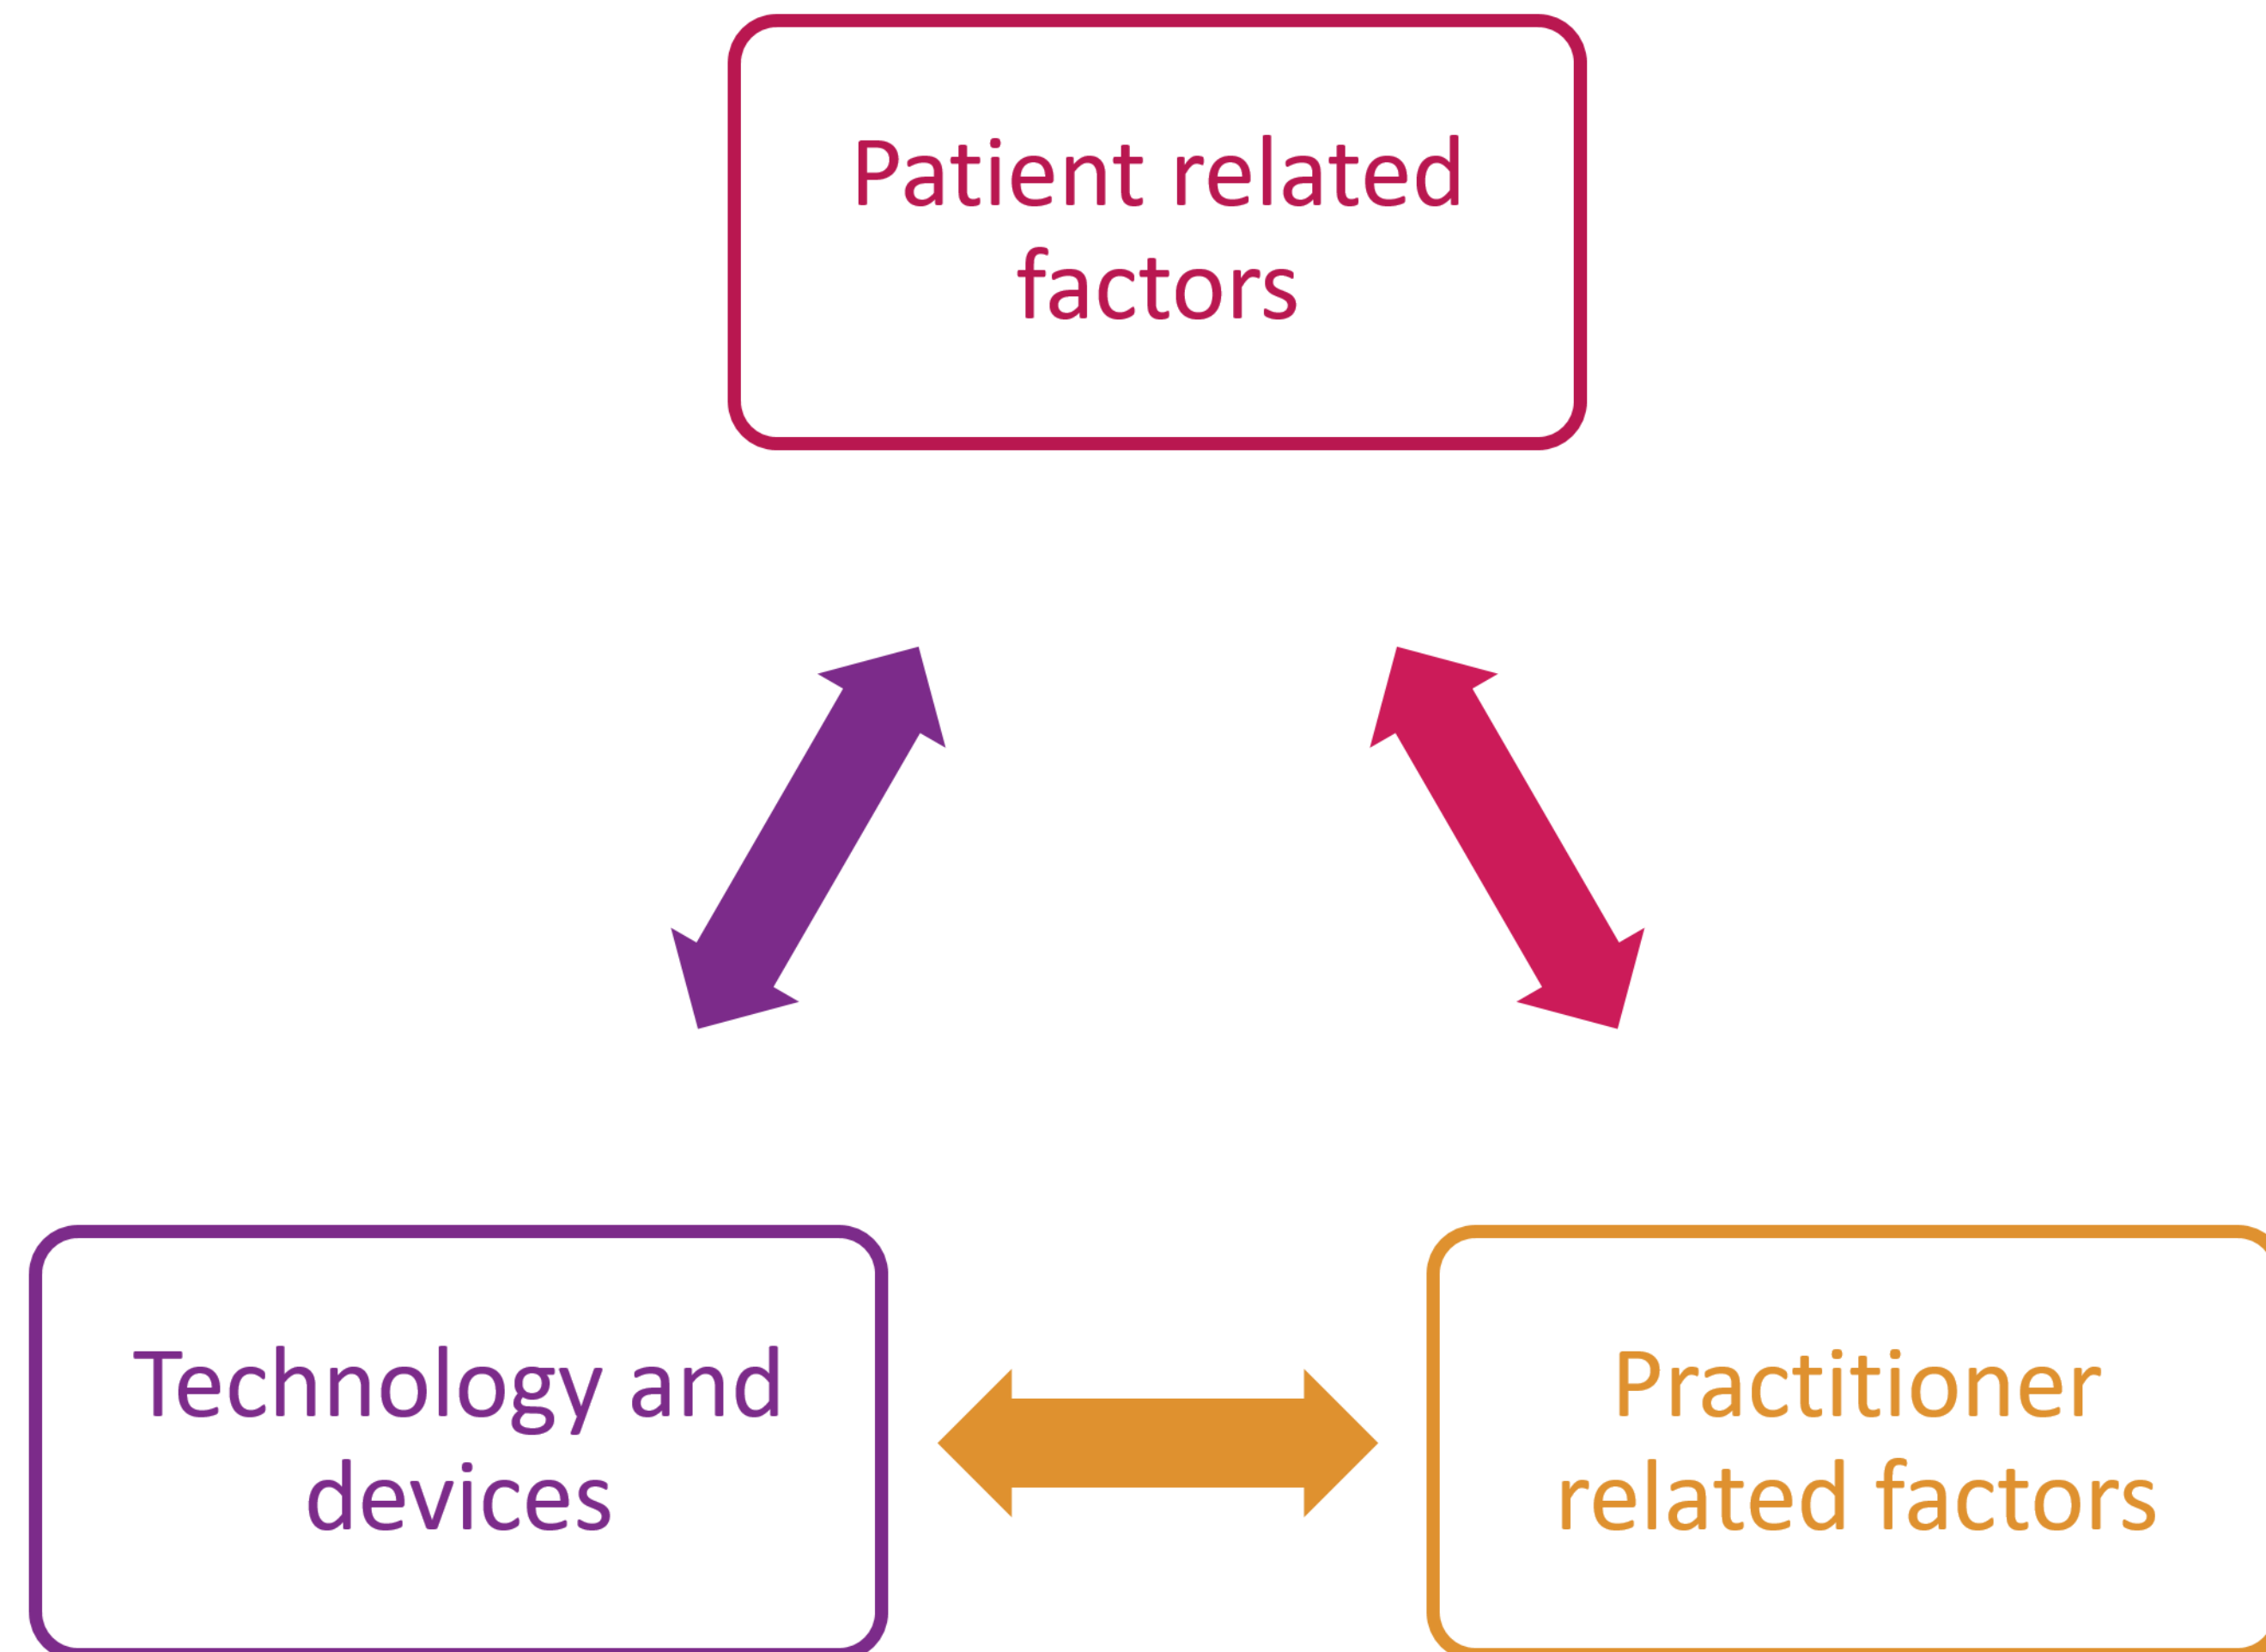 Patient related
factors
Technology and
devices
Practitioner
related factors